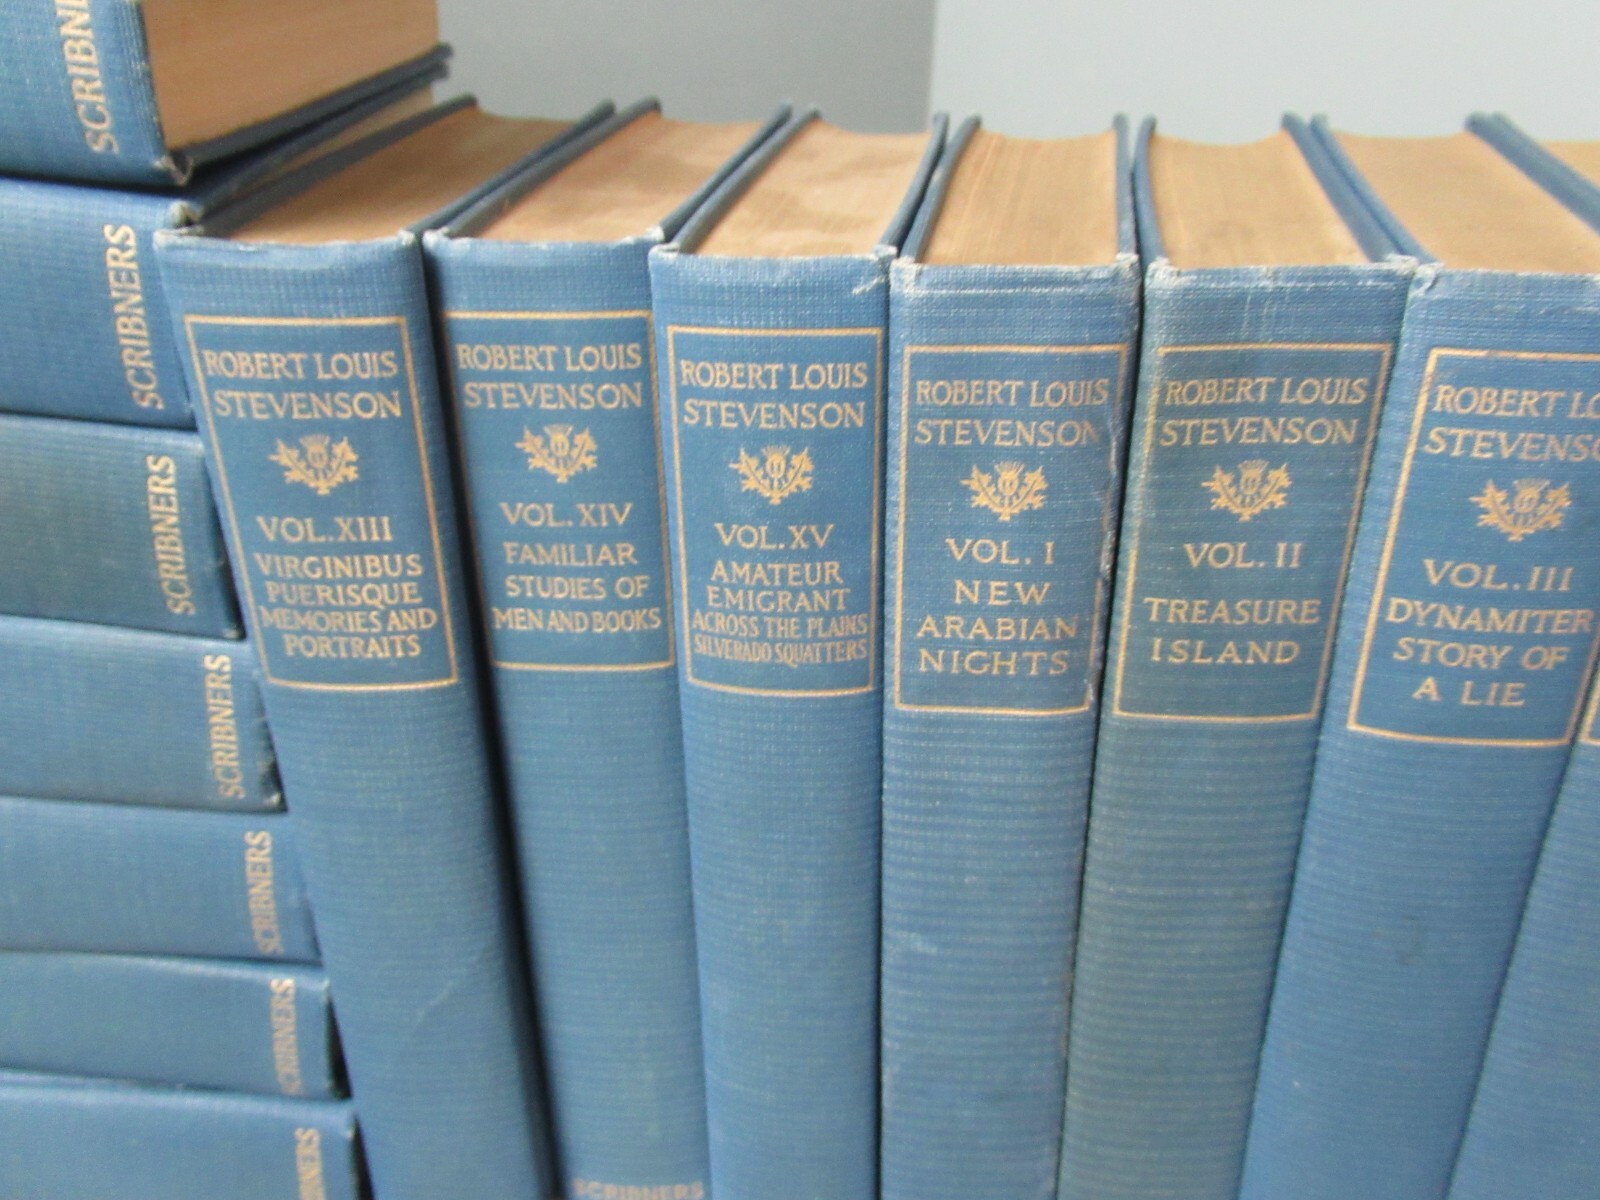 SCRIBNERS
SCRIBNERS
SCRIBNERS
SCRIBNERS
SCRIBNERS
ROBERT LOUIS
STEVENSON
VOL. XIII
VIRGINIBUS
PUERISQUE
MEMORIES AND
PORTRAITS
ROBERT LOUIS
STEVENSON
VOL. XIV
FAMILIAR
STUDIES OF
MEN AND BOOKS
SCRIBNERS
ROBERT LOUIS
STEVENSON
VOL. XV
AMATEUR
EMIGRANT
ACROSS THE PLAINS
SILVERADO SQUATTERS
ROBERT LOUIS
STEVENSON
VOL. I
NEW
ARABIAN
NIGHTS
ROBERT LOUIS
STEVENSON
VOL. II
TREASURE
ISLAND
ROBERT
VOL. III
DYNAMITER
STORY OF
A LIE